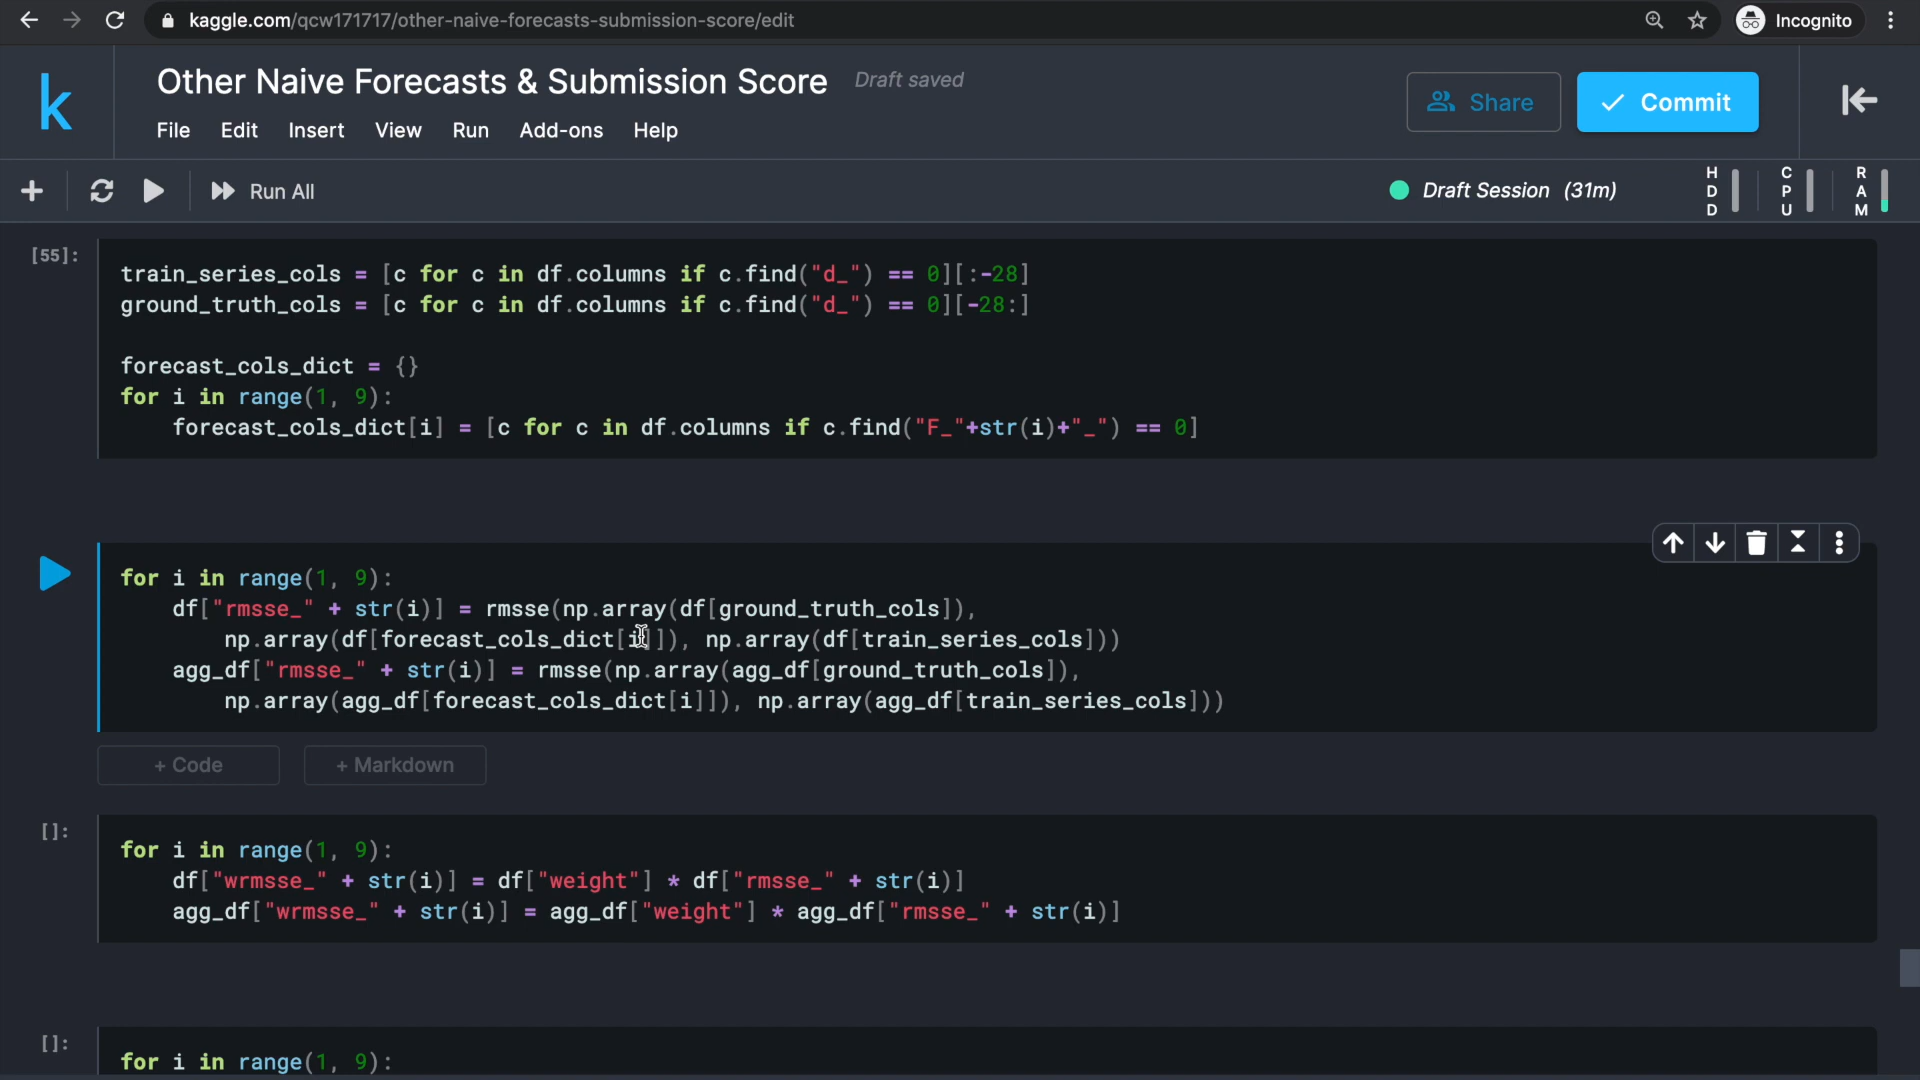 kaggle.com/qcw171717/other-naive-forecasts-submission-score/edit
Incognito
k
Other Naive Forecasts & Submission Score
Draft saved
File Edit Insert View Run Add-ons Help
Share
Commit
Run All
Draft Session (31m)
HDD
CPU
RAM
[55]:
train_series_cols = [c for c in df.columns if c.find("d_") == 0][:-28]
ground_truth_cols = [c for c in df.columns if c.find("d_") == 0][-28:]
forecast_cols_dict = {}
for i in range(1, 9):
    forecast_cols_dict[i] = [c for c in df.columns if c.find("F_"+str(i)+"_") == 0]
for i in range(1, 9):
    df["rmsse_" + str(i)] = rmsse(np.array(df[ground_truth_cols]),
        np.array(df[forecast_cols_dict[i]]), np.array(df[train_series_cols]))
    agg_df["rmsse_" + str(i)] = rmsse(np.array(agg_df[ground_truth_cols]),
        np.array(agg_df[forecast_cols_dict[i]]), np.array(agg_df[train_series_cols]))
+ Code
+ Markdown
[]:
for i in range(1, 9):
    df["wrmsse_" + str(i)] = df["weight"] * df["rmsse_" + str(i)]
    agg_df["wrmsse_" + str(i)] = agg_df["weight"] * agg_df["rmsse_" + str(i)]
[]:
for i in range(1, 9):